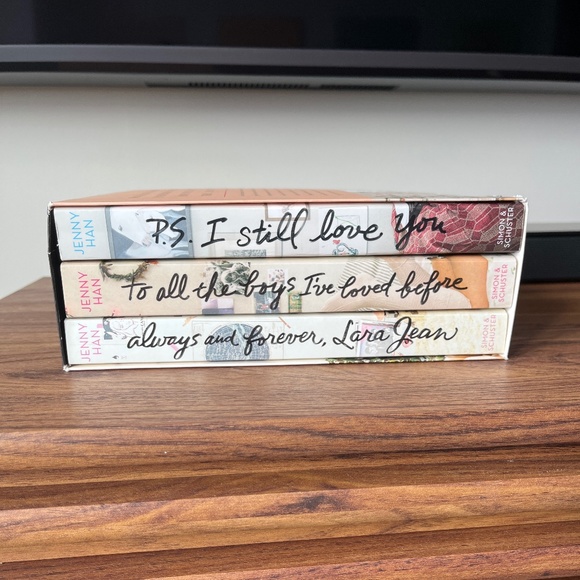 JENNY HAN P.S. I still love you SIMON & SCHUSTER
JENNY HAN to all the boys I've loved before SIMON & SCHUSTER
JENNY HAN always and forever, Lara Jean SIMON & SCHUSTER